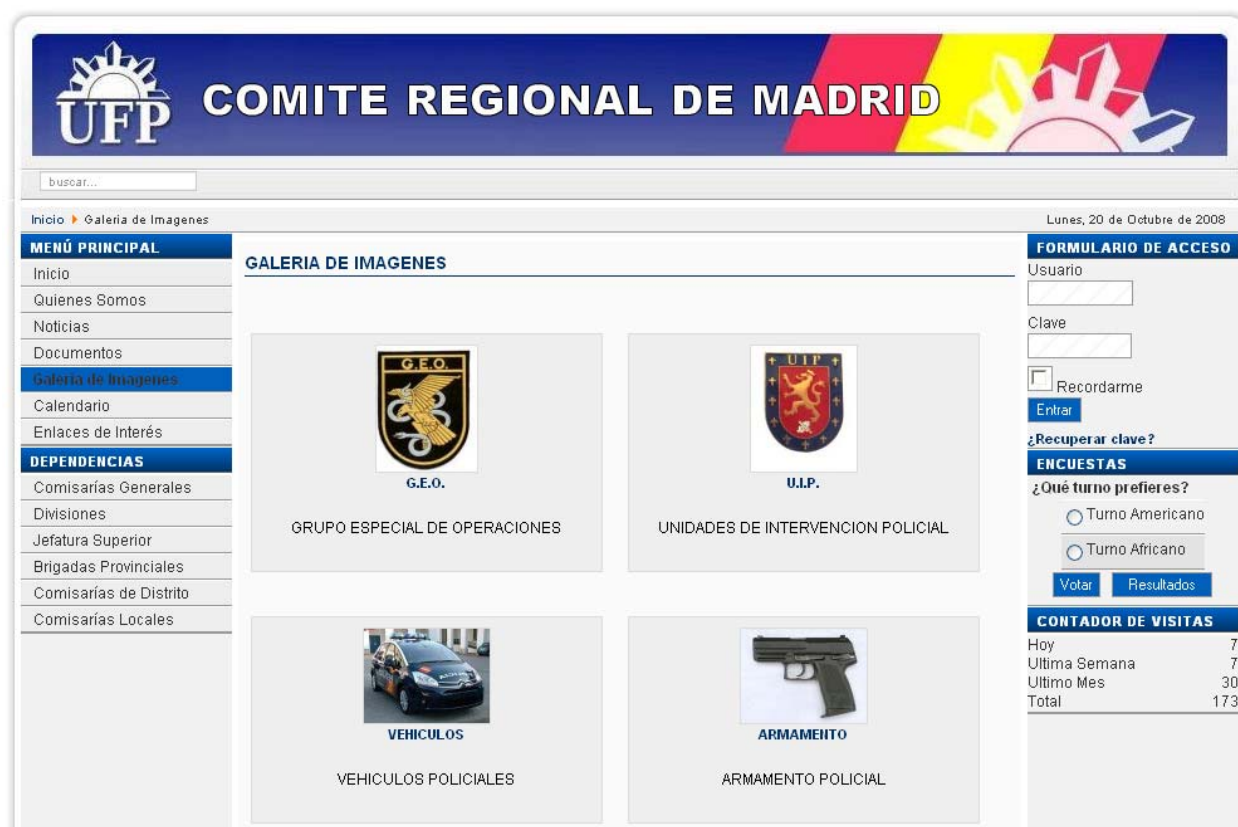 UFP
COMITE REGIONAL DE MADRID
buscar...
Inicio Galeria de Imagenes
Lunes, 20 de Octubre de 2008
MENÚ PRINCIPAL
Inicio
Quienes Somos
Noticias
Documentos
Galeria de Imagenes
Calendario
Enlaces de Interés
DEPENDENCIAS
Comisarías Generales
Divisiones
Jefatura Superior
Brigadas Provinciales
Comisarías de Distrito
Comisarías Locales
GALERIA DE IMAGENES
G.E.O.
G.E.O.
GRUPO ESPECIAL DE OPERACIONES
UIP
U.I.P.
UNIDADES DE INTERVENCION POLICIAL
VEHICULOS
VEHICULOS POLICIALES
ARMAMENTO
ARMAMENTO POLICIAL
FORMULARIO DE ACCESO
Usuario
Clave
Recordarme
Entrar
¿Recuperar clave?
ENCUESTAS
¿Qué turno prefieres?
Turno Americano
Turno Africano
Votar Resultados
CONTADOR DE VISITAS
Hoy 7
Ultima Semana 7
Ultimo Mes 30
Total 173